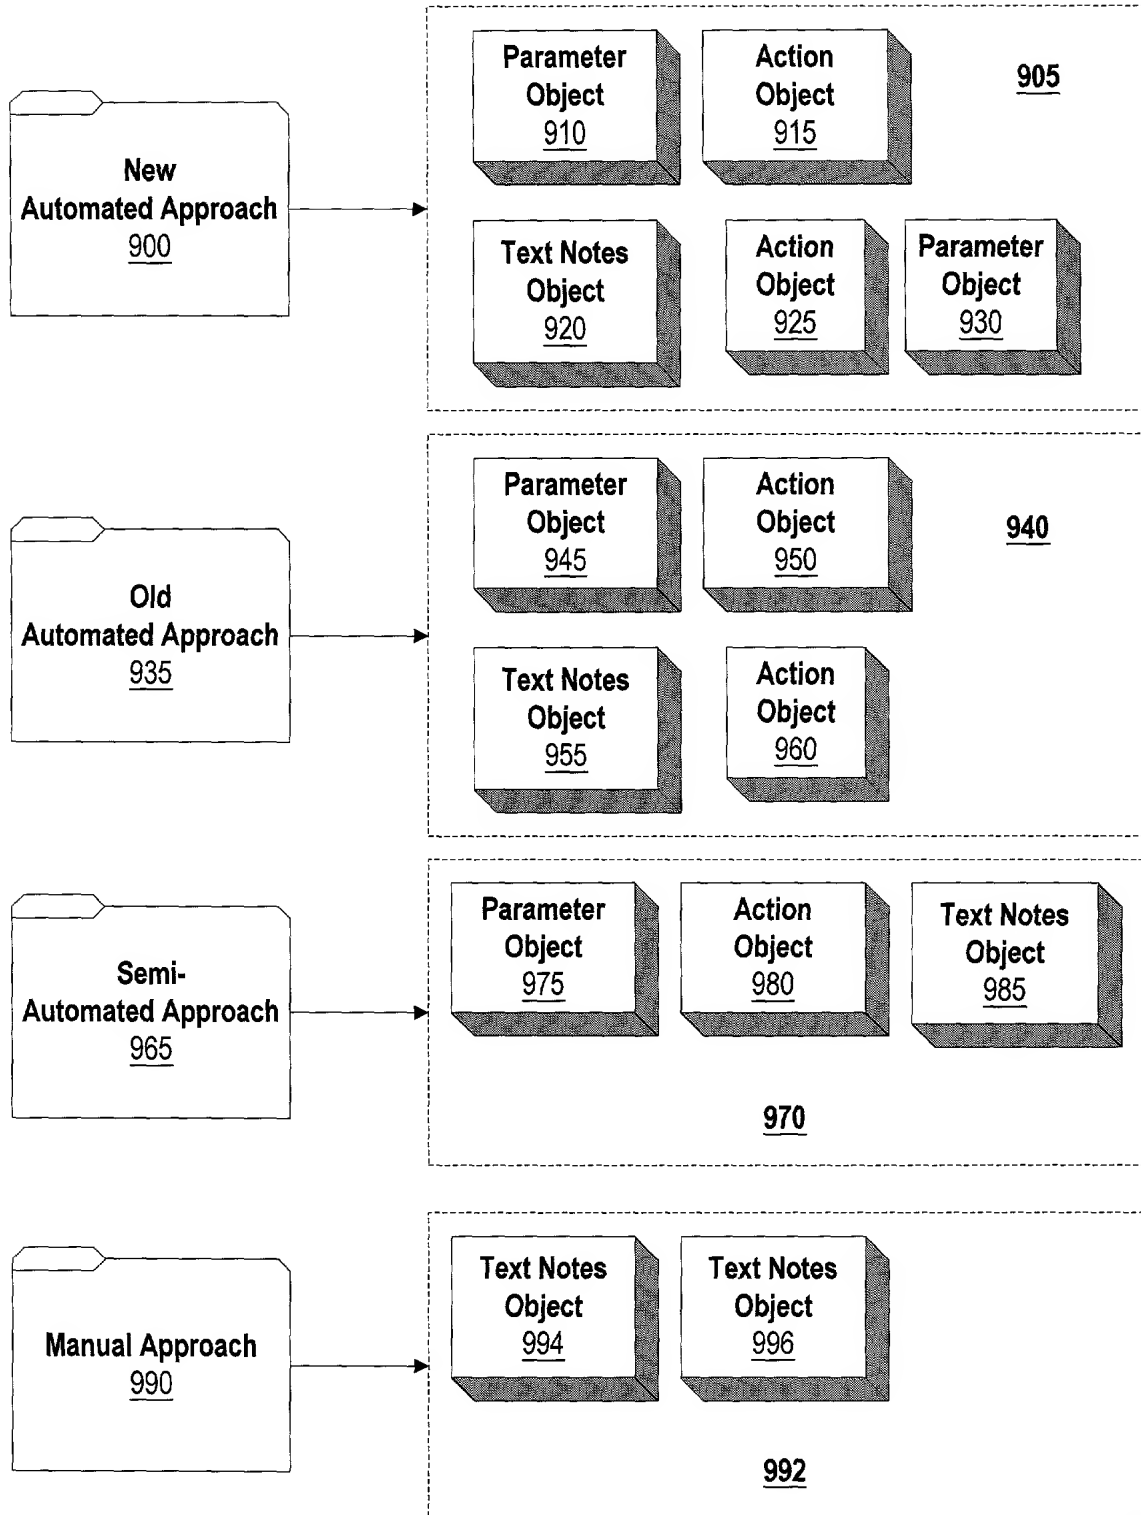 New
Automated Approach
900
Parameter
Object
910
Action
Object
915
905
Text Notes
Object
920
Action
Object
925
Parameter
Object
930
Old
Automated Approach
935
Parameter
Object
945
Action
Object
950
940
Text Notes
Object
955
Action
Object
960
Semi-
Automated Approach
965
Parameter
Object
975
Action
Object
980
Text Notes
Object
985
970
Manual Approach
990
Text Notes
Object
994
Text Notes
Object
996
992